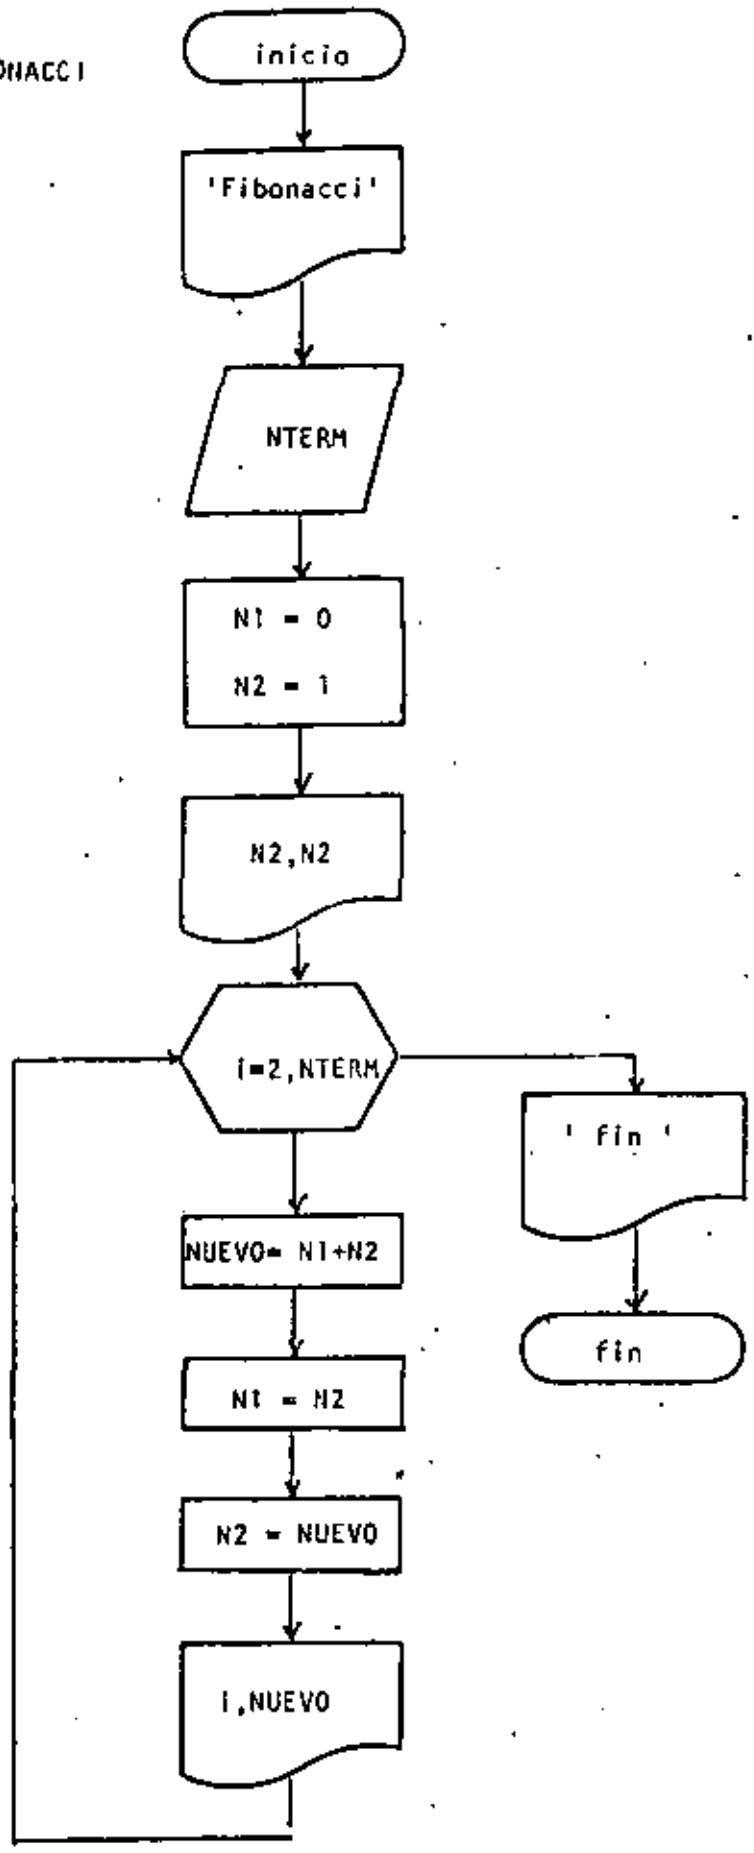 ONACCI
inicio
'Fibonacci'
NTERM
N1 = 0
N2 = 1
N2,N2
i=2,NTERM
' fin '
NUEVO= N1+N2
fin
N1 = N2
N2 = NUEVO
i,NUEVO